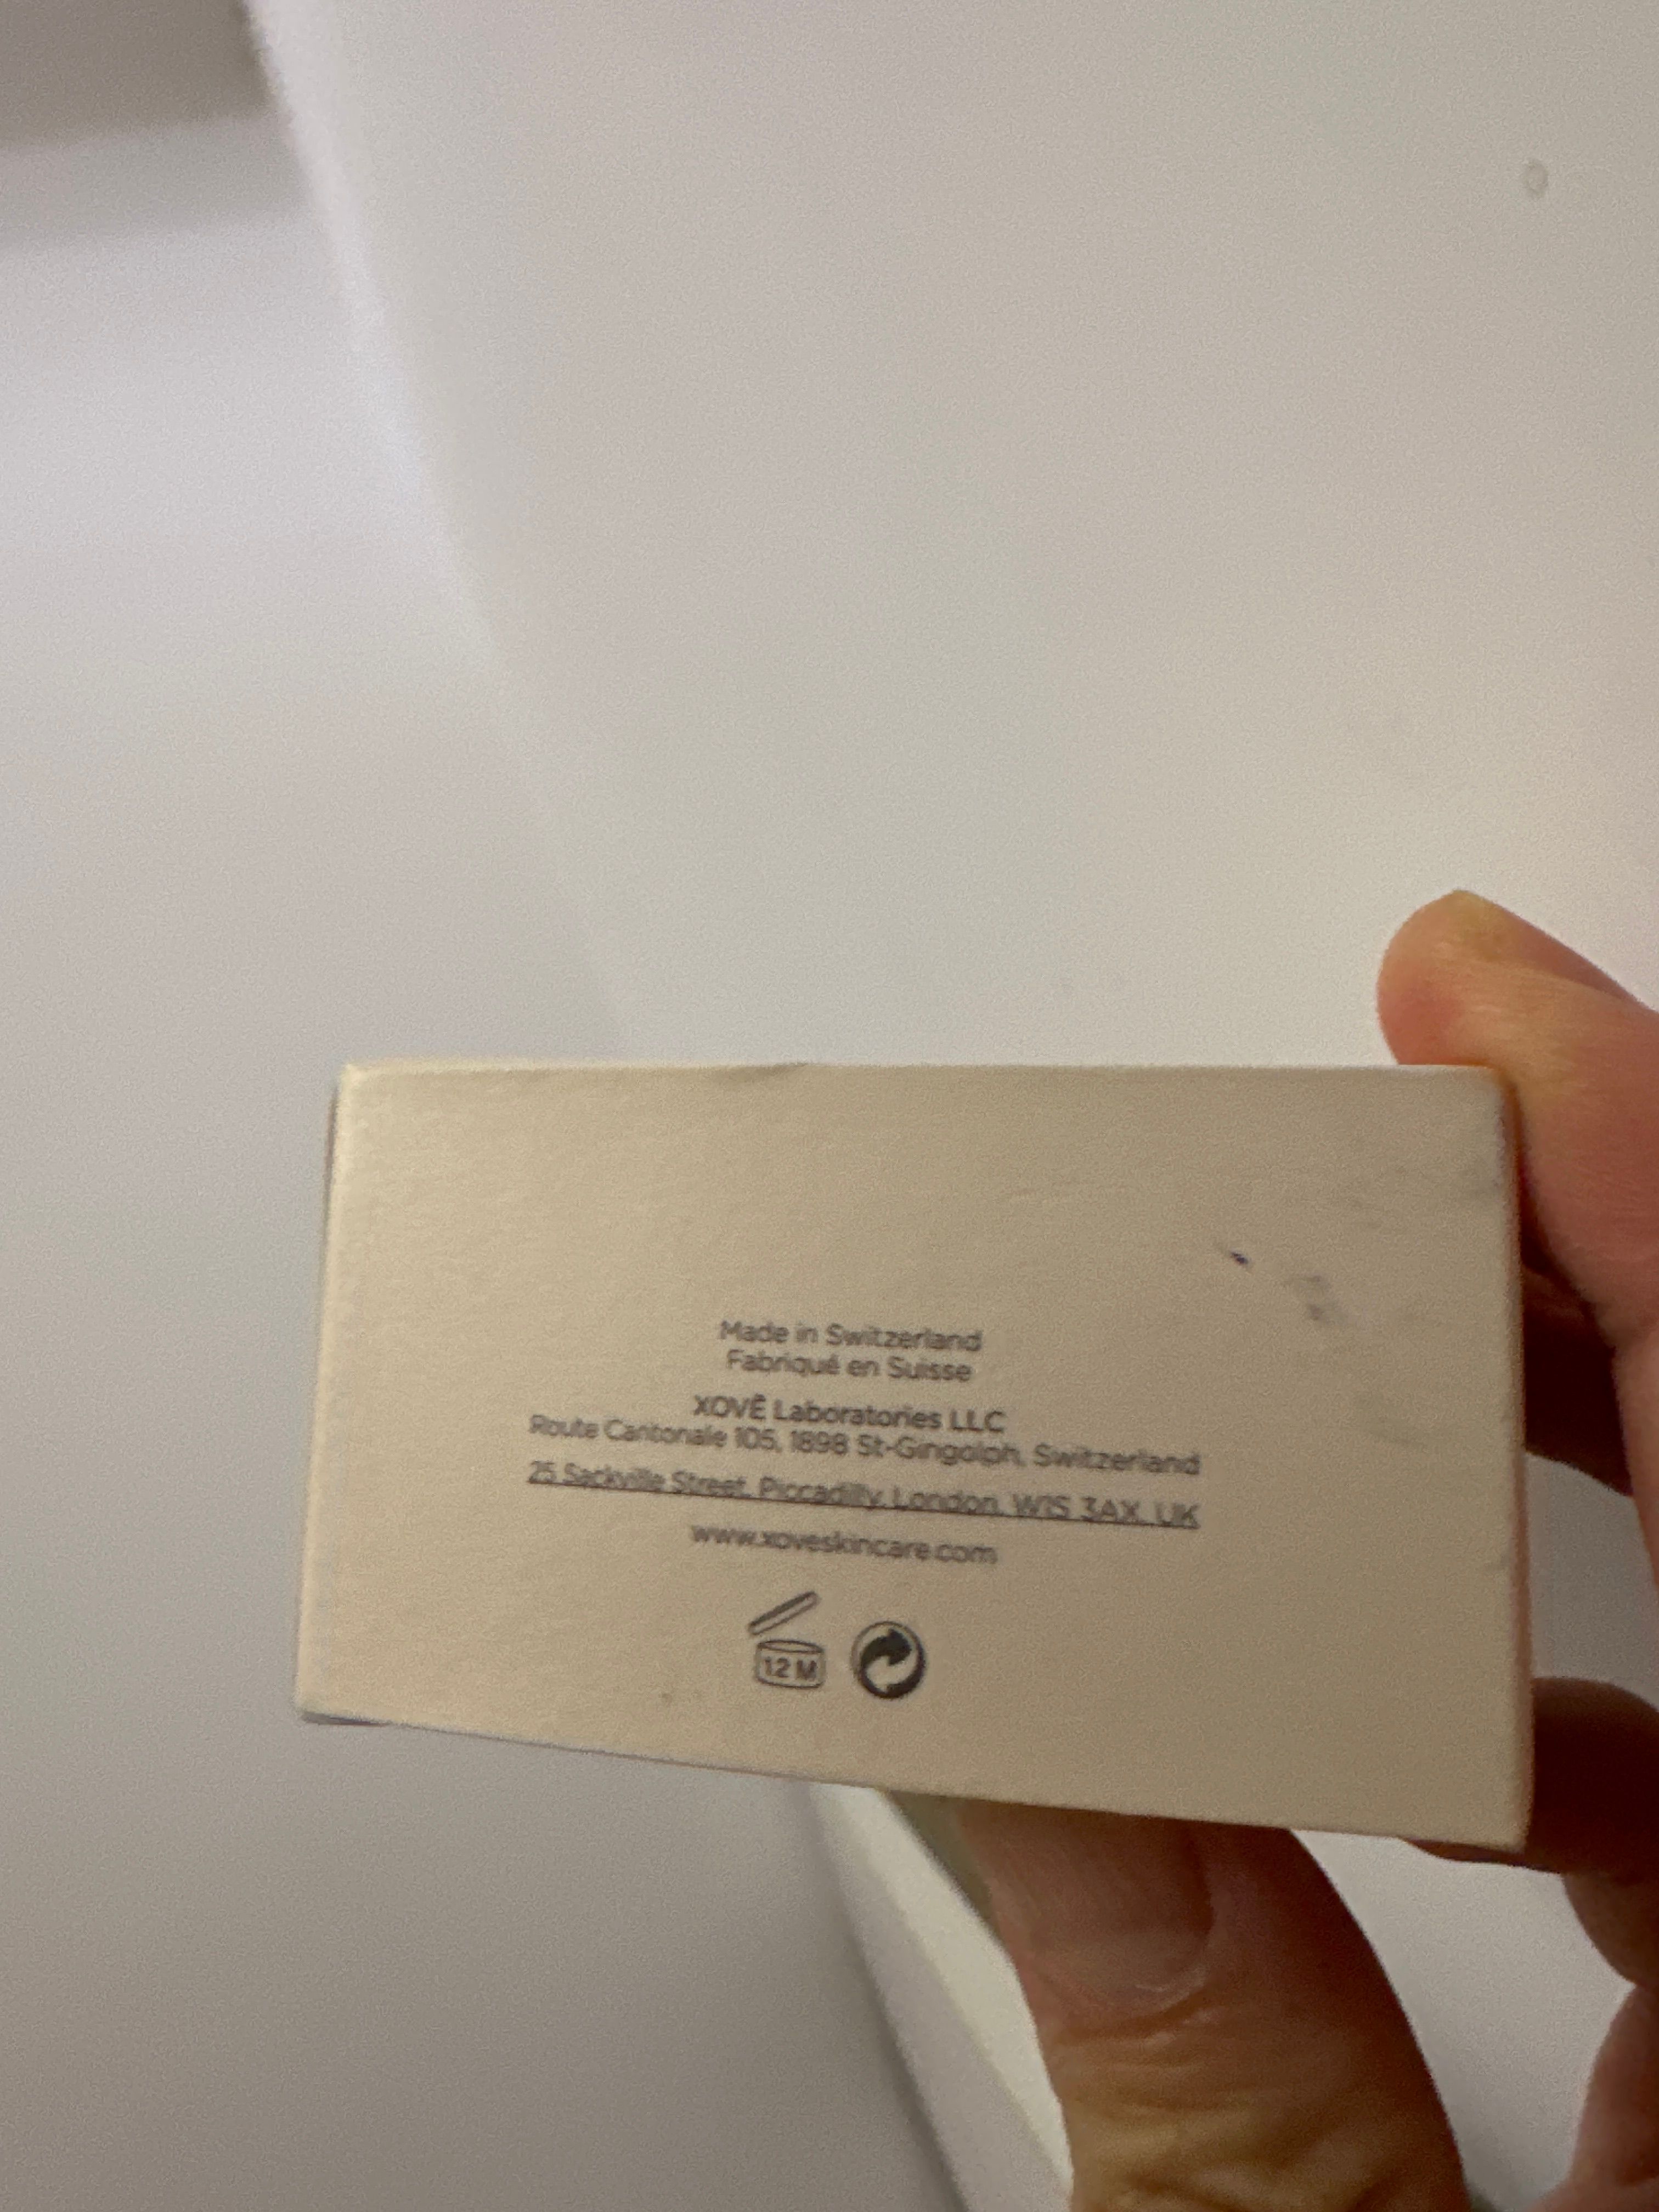 Made in Switzerland
Fabriqué en Suisse
XOVĒ Laboratories LLC
Route Cantonale 105, 1898 St-Gingolph, Switzerland
25 Sackville Street, Piccadilly, London, W1S 3AX, UK
www.xoveskincare.com
12 M